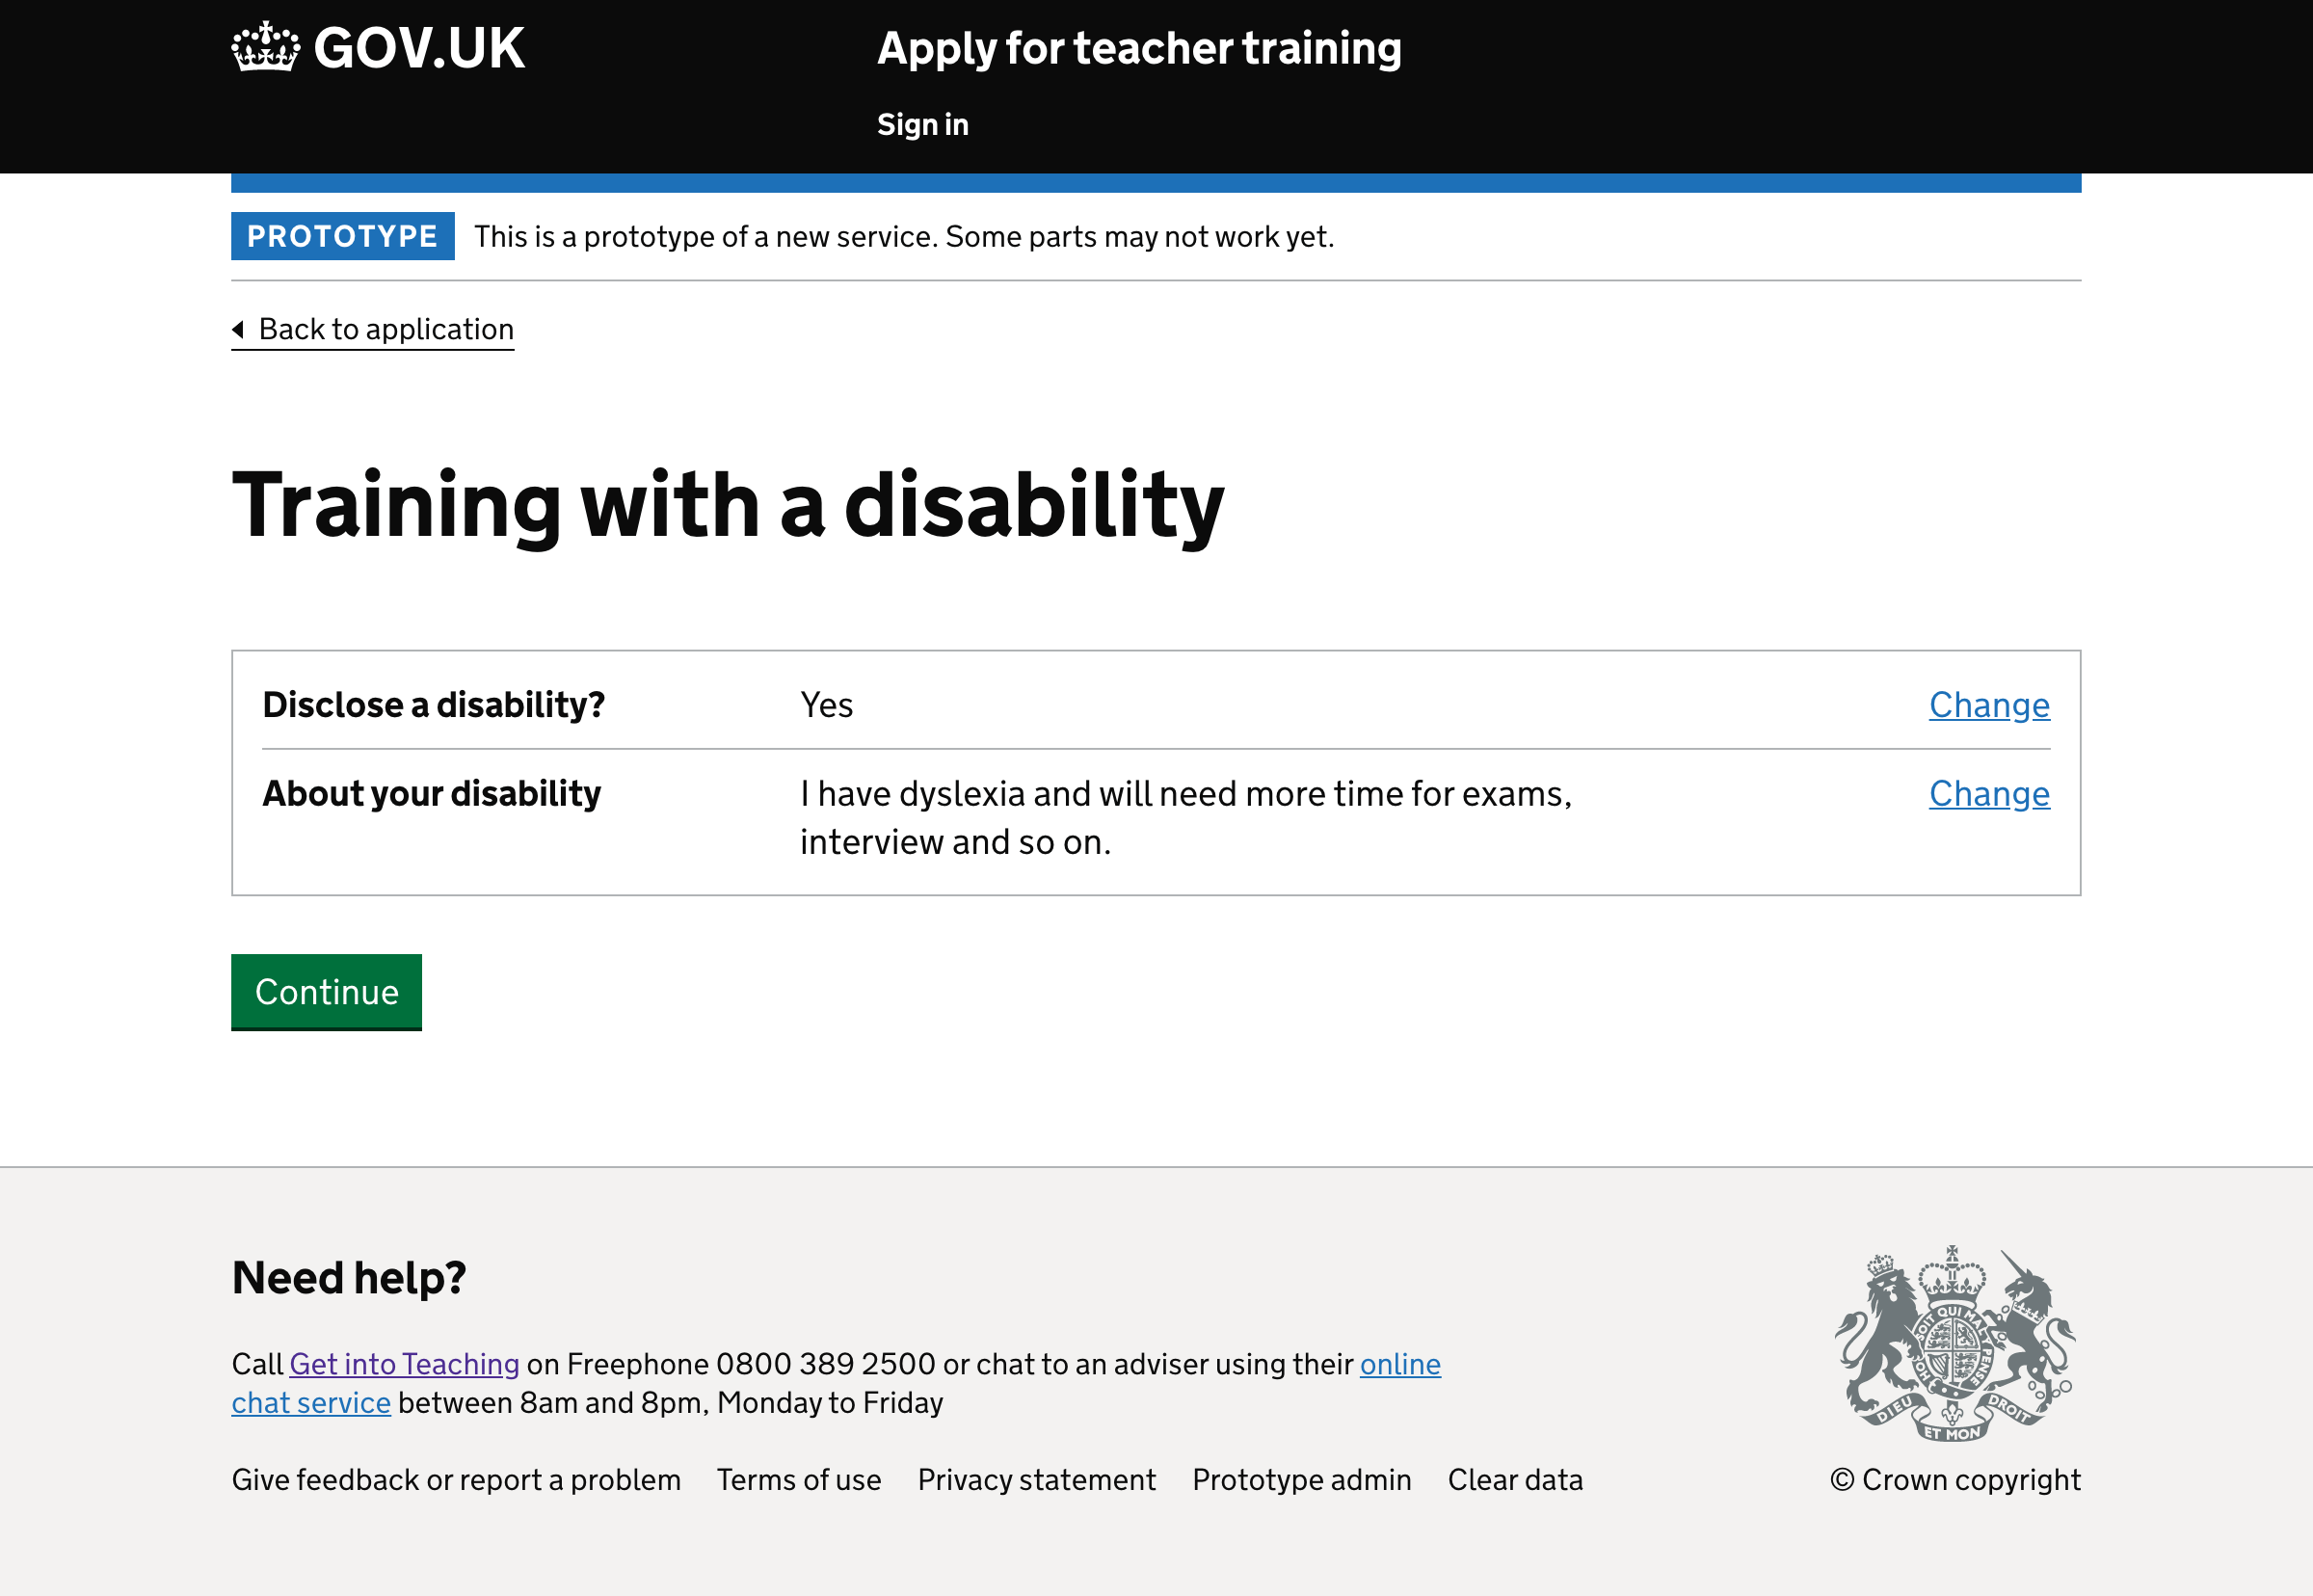 GOV.UK
Apply for teacher training
Sign in
PROTOTYPE This is a prototype of a new service. Some parts may not work yet.
Back to application
Training with a disability
Disclose a disability? Yes Change
About your disability I have dyslexia and will need more time for exams, Change
interview and so on.
Continue
Need help?
Call Get into Teaching on Freephone 0800 389 2500 or chat to an adviser using their online
chat service between 8am and 8pm, Monday to Friday
DIEU ET MON DROIT
Give feedback or report a problem Terms of use Privacy statement Prototype admin Clear data © Crown copyright